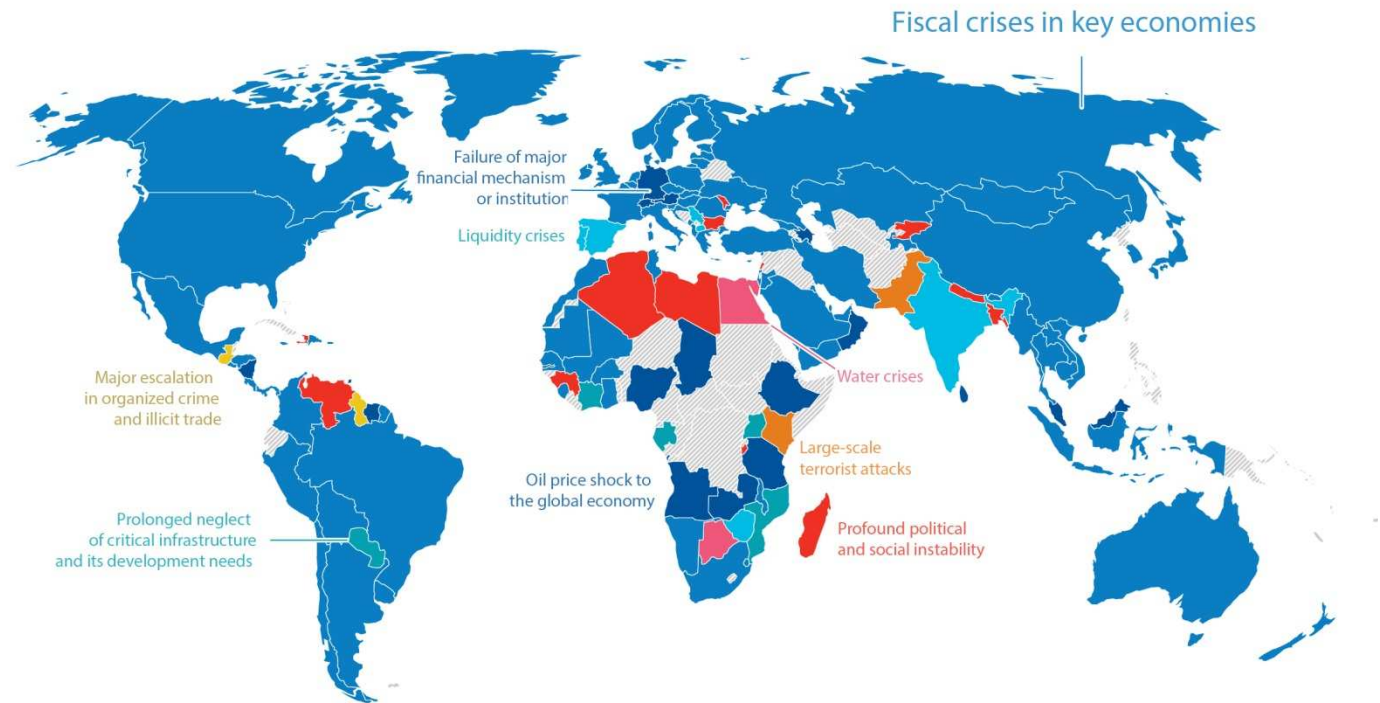 Fiscal crises in key economies
Failure of major
financial mechanism
or institution
Liquidity crises
Major escalation
in organized crime
and illicit trade
Water crises
Large-scale
terrorist attacks
Oil price shock to
the global economy
Prolonged neglect
of critical infrastructure
and its development needs
Profound political
and social instability